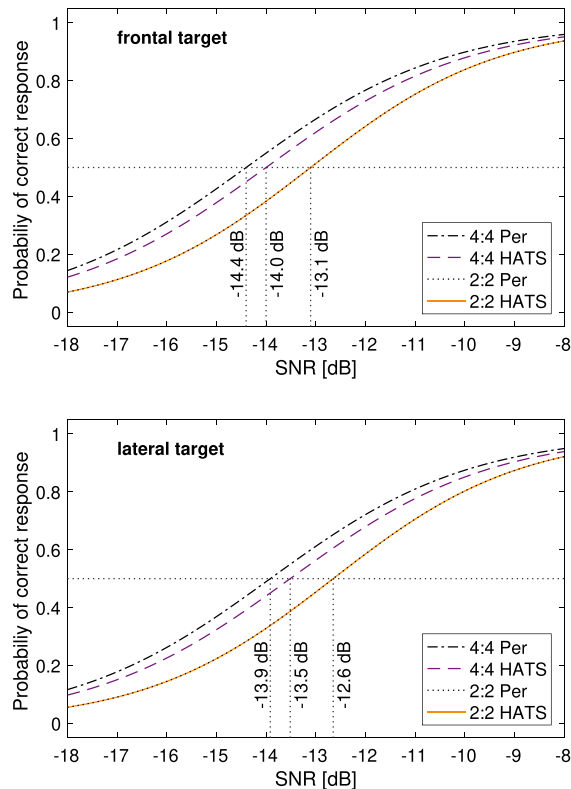 frontal target
1
0.8
0.6
0.4
0.2
0
Probabiliy of correct response
-14.4 dB
-14.0 dB
-13.1 dB
4:4 Per
4:4 HATS
2:2 Per
2:2 HATS
-18 -17 -16 -15 -14 -13 -12 -11 -10 -9 -8
SNR [dB]
lateral target
1
0.8
0.6
0.4
0.2
0
Probabiliy of correct response
-13.9 dB
-13.5 dB
-12.6 dB
4:4 Per
4:4 HATS
2:2 Per
2:2 HATS
-18 -17 -16 -15 -14 -13 -12 -11 -10 -9 -8
SNR [dB]